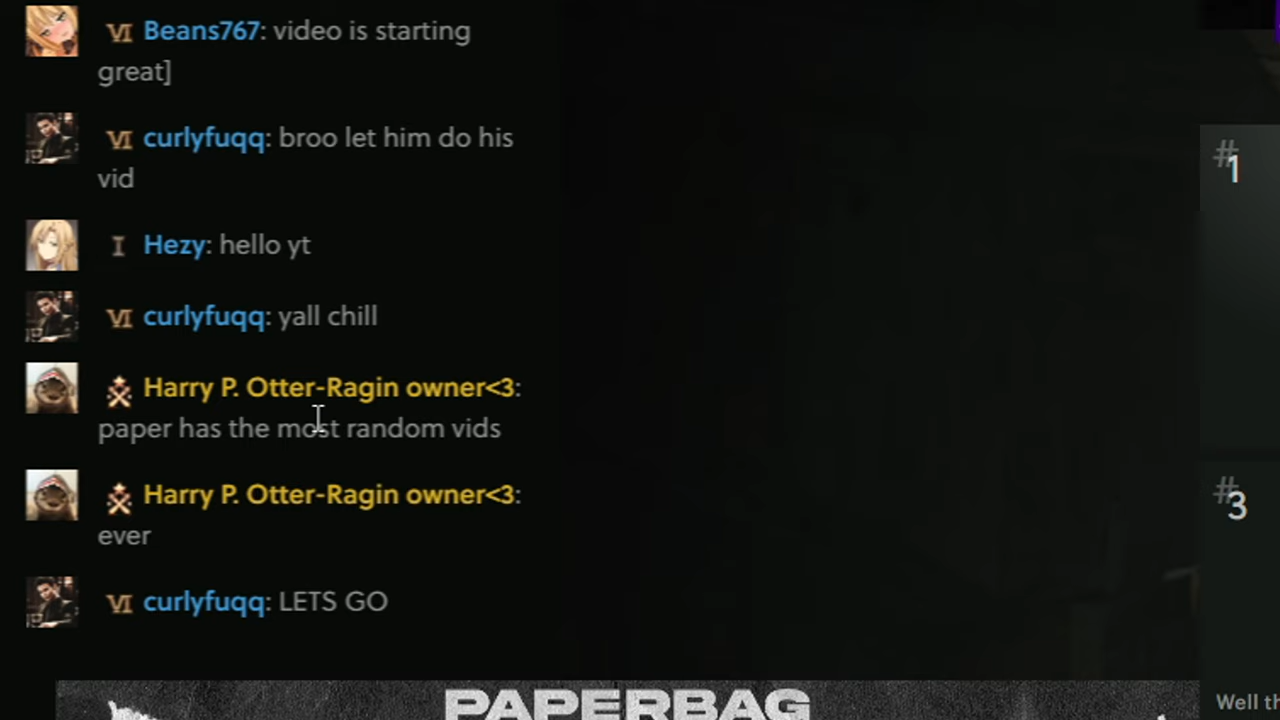 VI Beans767: video is starting
great]
VI curlyfuqq: broo let him do his
vid
I Hezy: hello yt
VI curlyfuqq: yall chill
Harry P. Otter-Ragin owner<3:
paper has the most random vids
Harry P. Otter-Ragin owner<3:
ever
VI curlyfuqq: LETS GO
#1
#3
PAPERBAG
Well